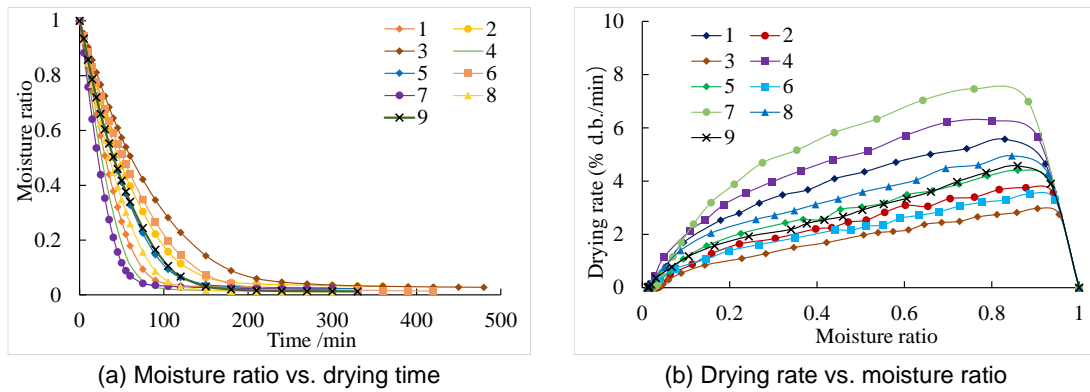 Moisture ratio
1
0.8
0.6
0.4
0.2
0
0 100 200 300 400 500
Time /min
1 2
3 4
5 6
7 8
9
(a) Moisture ratio vs. drying time
Drying rate (% d.b./min)
10
8
6
4
2
0
0 0.2 0.4 0.6 0.8 1
Moisture ratio
1 2
3 4
5 6
7 8
9
(b) Drying rate vs. moisture ratio